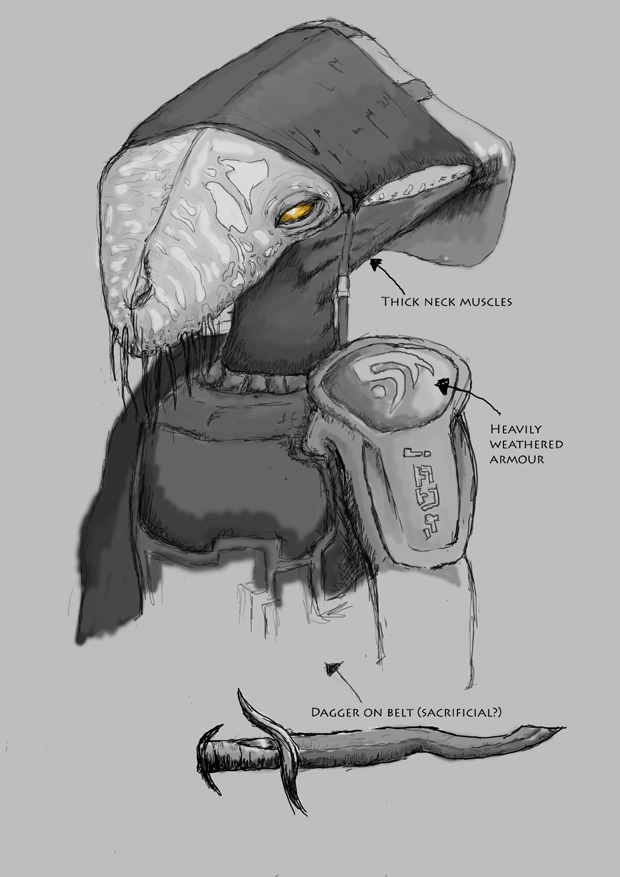 Thick neck muscles
Heavily
weathered
armour
Dagger on belt (sacrificial?)